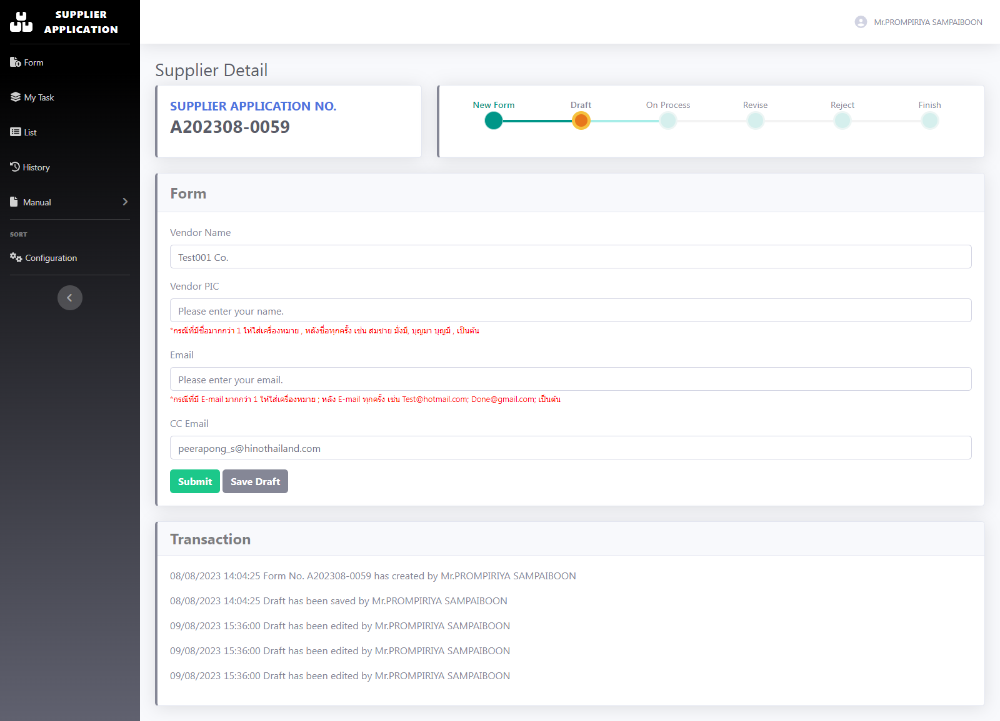 SUPPLIER
APPLICATION
Form
My Task
List
History
Manual
SORT
Configuration
Mr.PROMPIRIYA SAMPAIBOON
Supplier Detail
SUPPLIER APPLICATION NO.
A202308-0059
New Form Draft On Process Revise Reject Finish
Form
Vendor Name
Test001 Co.
Vendor PIC
Please enter your name.
*กรณีที่มีชื่อมากกว่า 1 ให้ใส่เครื่องหมาย , หลังชื่อทุกครั้ง เช่น สมชาย มั่งมี, บุญมา บุญมี , เป็นต้น
Email
Please enter your email.
*กรณีที่มี E-mail มากกว่า 1 ให้ใส่เครื่องหมาย ; หลัง E-mail ทุกครั้ง เช่น Test@hotmail.com; Done@gmail.com; เป็นต้น
CC Email
peerapong_s@hinothailand.com
Submit Save Draft
Transaction
08/08/2023 14:04:25 Form No. A202308-0059 has created by Mr.PROMPIRIYA SAMPAIBOON
08/08/2023 14:04:25 Draft has been saved by Mr.PROMPIRIYA SAMPAIBOON
09/08/2023 15:36:00 Draft has been edited by Mr.PROMPIRIYA SAMPAIBOON
09/08/2023 15:36:00 Draft has been edited by Mr.PROMPIRIYA SAMPAIBOON
09/08/2023 15:36:00 Draft has been edited by Mr.PROMPIRIYA SAMPAIBOON